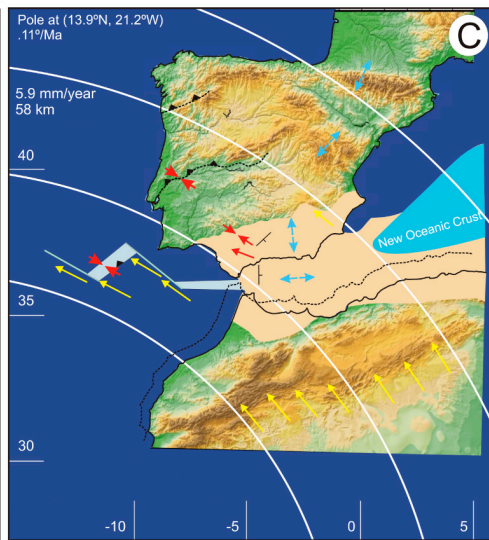 Pole at (13.9ºN, 21.2ºW)
.11º/Ma
C
5.9 mm/year
58 km
40
New Oceanic Crust
35
30
-10
-5
0
5